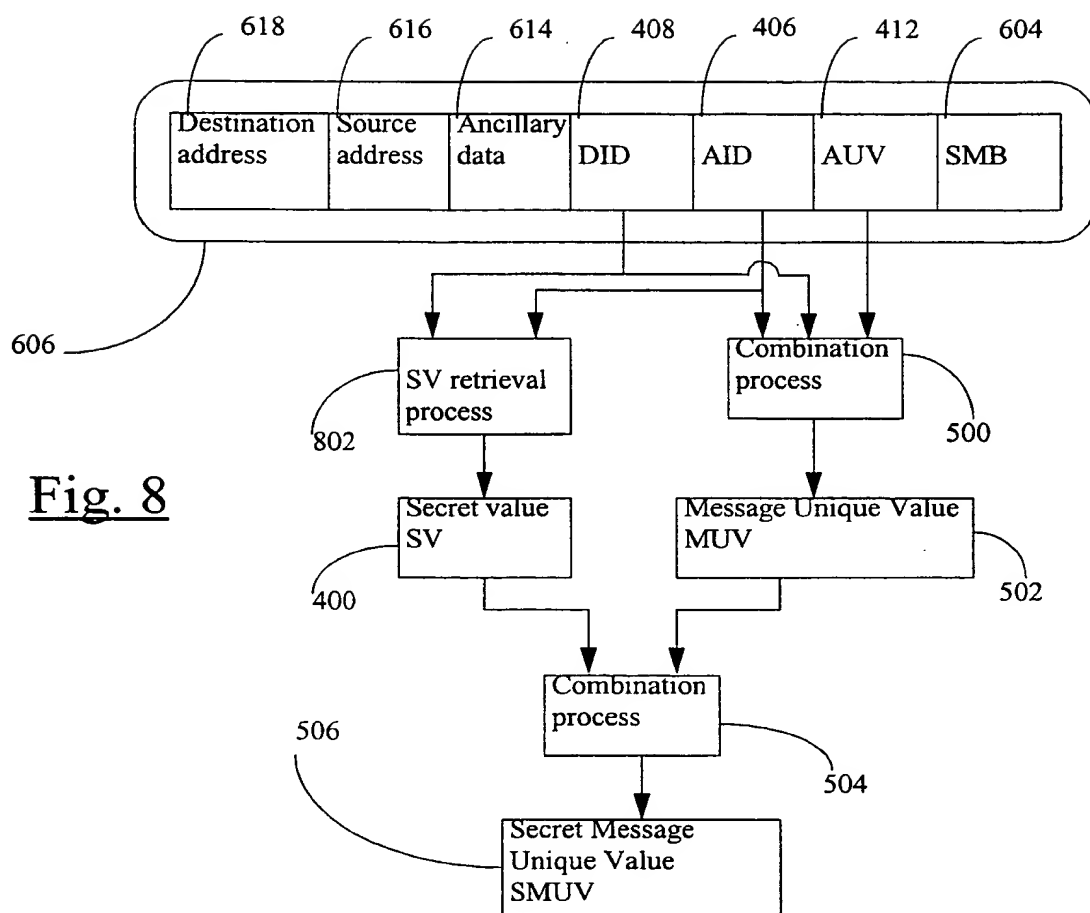 618 616 614 408 406 412 604
Destination address Source address Ancillary data DID AID AUV SMB
606
SV retrieval process
802
Combination process
500
Fig. 8
Secret value SV
400
Message Unique Value MUV
502
Combination process
504
506
Secret Message Unique Value SMUV